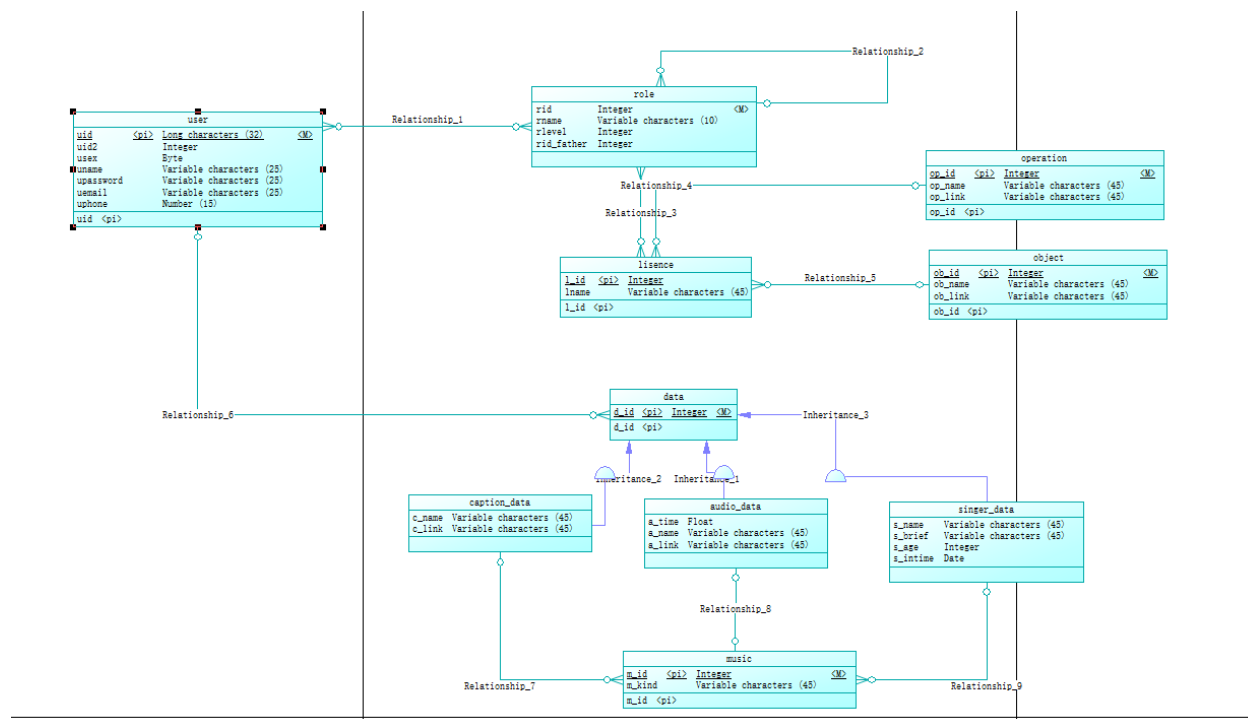 Relationship_2
role
rid Integer <M>
rname Variable characters (10)
rlevel Integer
rid_father Integer
user
uid <pi> Long characters (32) <M>
uid2 Integer
usex Byte
uname Variable characters (25)
upassword Variable characters (25)
uemail Variable characters (25)
uphone Number (15)
uid <pi>
Relationship_1
operation
op_id <pi> Integer <M>
op_name Variable characters (45)
op_link Variable characters (45)
op_id <pi>
Relationship_4
Relationship_3
lisence
l_id <pi> Integer
lname Variable characters (45)
l_id <pi>
Relationship_5
object
ob_id <pi> Integer <M>
ob_name Variable characters (45)
ob_link Variable characters (45)
ob_id <pi>
data
d_id <pi> Integer <M>
d_id <pi>
Relationship_6
Inheritance_3
Inheritance_2
Inheritance_1
caption_data
c_name Variable characters (45)
c_link Variable characters (45)
audio_data
a_time Float
a_name Variable characters (45)
a_link Variable characters (45)
singer_data
s_name Variable characters (45)
s_brief Variable characters (45)
s_age Integer
s_intime Date
Relationship_8
music
m_id <pi> Integer <M>
m_kind Variable characters (45)
m_id <pi>
Relationship_7
Relationship_9